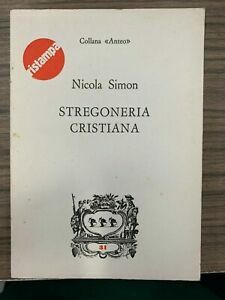 Collana «Anteo»
ristampa
Nicola Simon
STREGONERIA
CRISTIANA
31